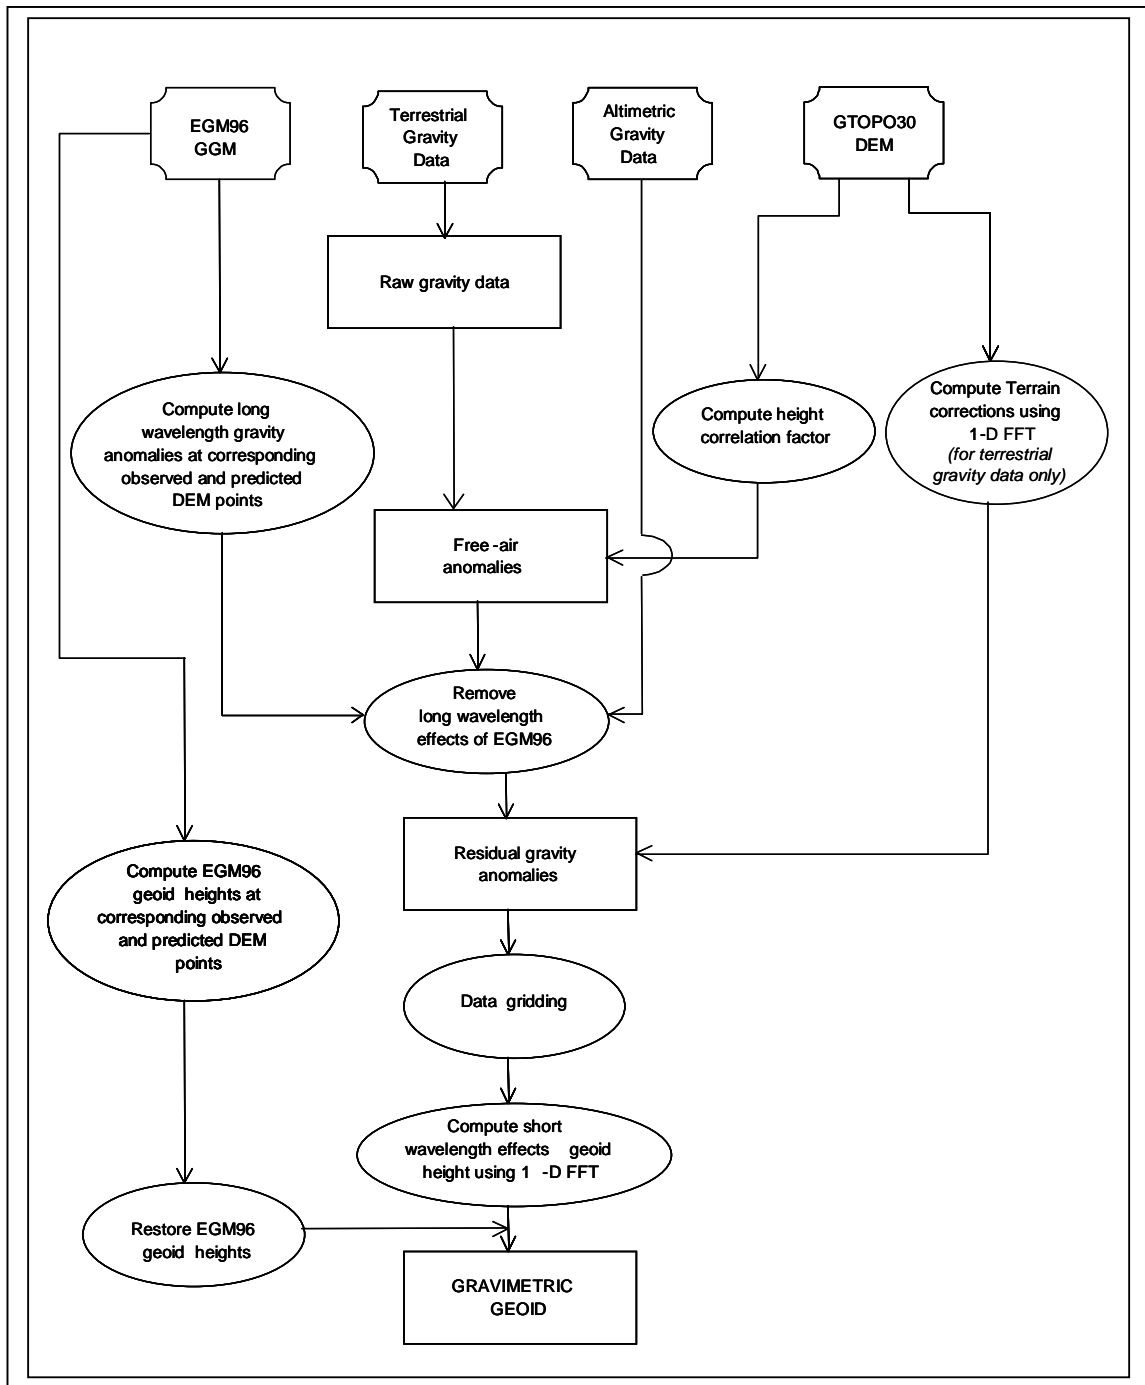 EGM96
GGM
Terrestrial
Gravity
Data
Altimetric
Gravity
Data
GTOPO30
DEM
Raw gravity data
Compute long
wavelength gravity
anomalies at corresponding
observed and predicted
DEM points
Compute height
correlation factor
Compute Terrain
corrections using
1-D FFT
(for terrestrial
gravity data only)
Free -air
anomalies
Remove
long wavelength
effects of EGM96
Residual gravity
anomalies
Compute EGM96
geoid heights at
corresponding observed
and predicted DEM
points
Data gridding
Compute short
wavelength effects geoid
height using 1 -D FFT
Restore EGM96
geoid heights
GRAVIMETRIC
GEOID